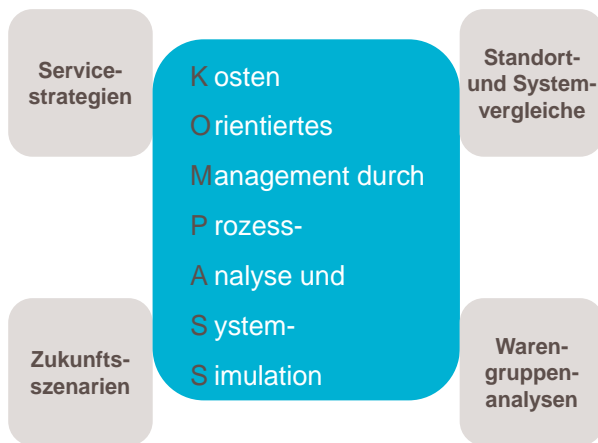 Service-
strategien
K osten
O rientiertes
M anagement durch
P rozess-
A nalyse und
S ystem-
S imulation
Standort-
und System-
vergleiche
Zukunfts-
szenarien
Waren-
gruppen-
analysen